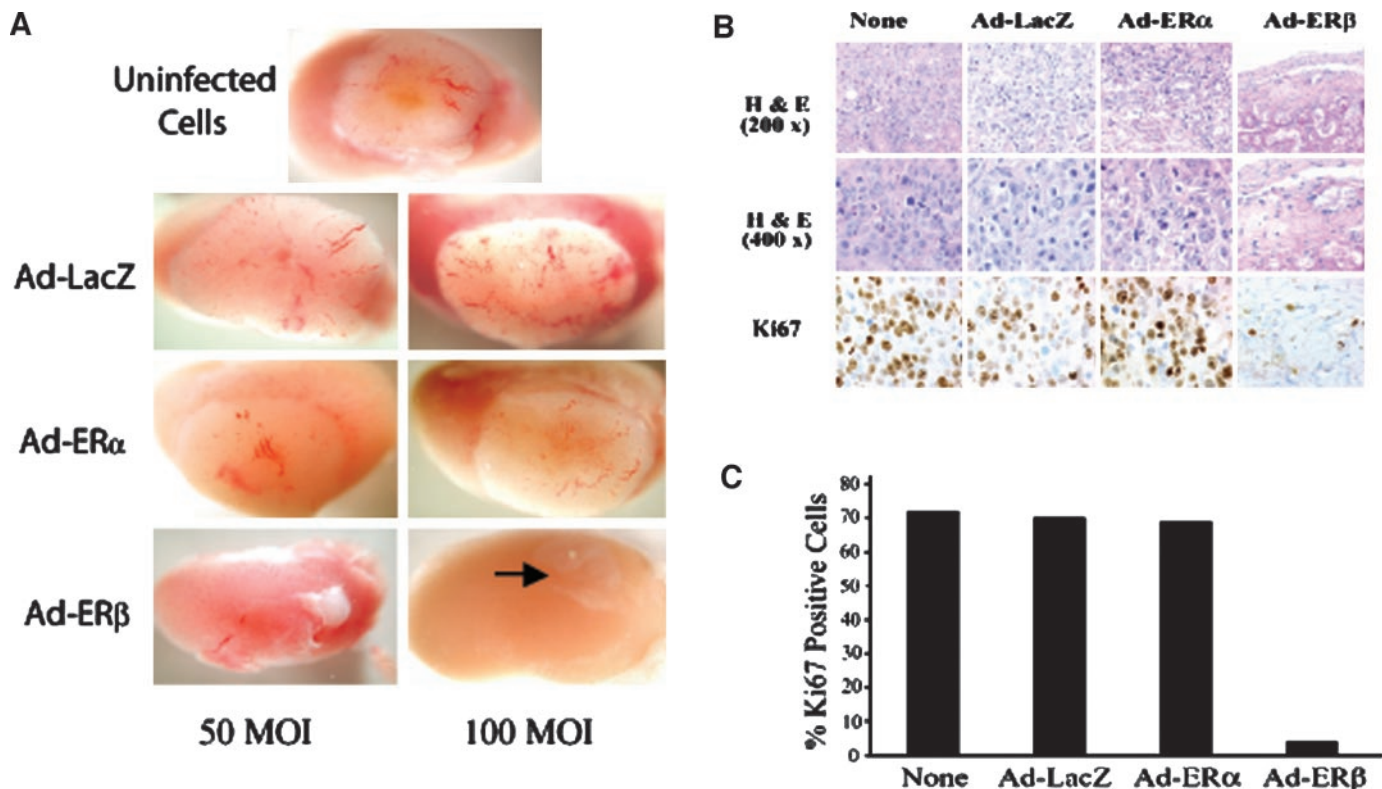 A
Uninfected
Cells
Ad-LacZ
Ad-ERα
Ad-ERβ
50 MOI
100 MOI
B
None
Ad-LacZ
Ad-ERα
Ad-ERβ
H & E
(200 x)
H & E
(400 x)
Ki67
C
% Ki67 Positive Cells
80
70
60
50
40
30
20
10
0
None
Ad-LacZ
Ad-ERα
Ad-ERβ